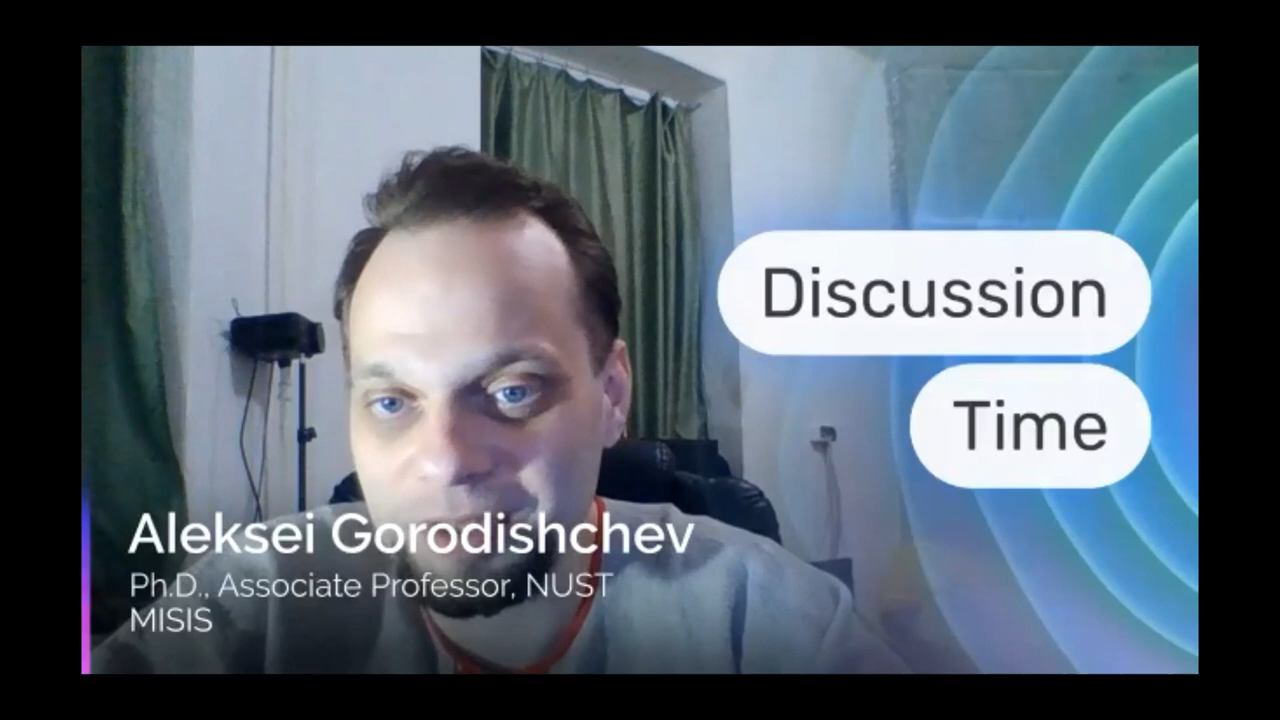 Discussion
Time
Aleksei Gorodishchev
Ph.D., Associate Professor, NUST
MISIS